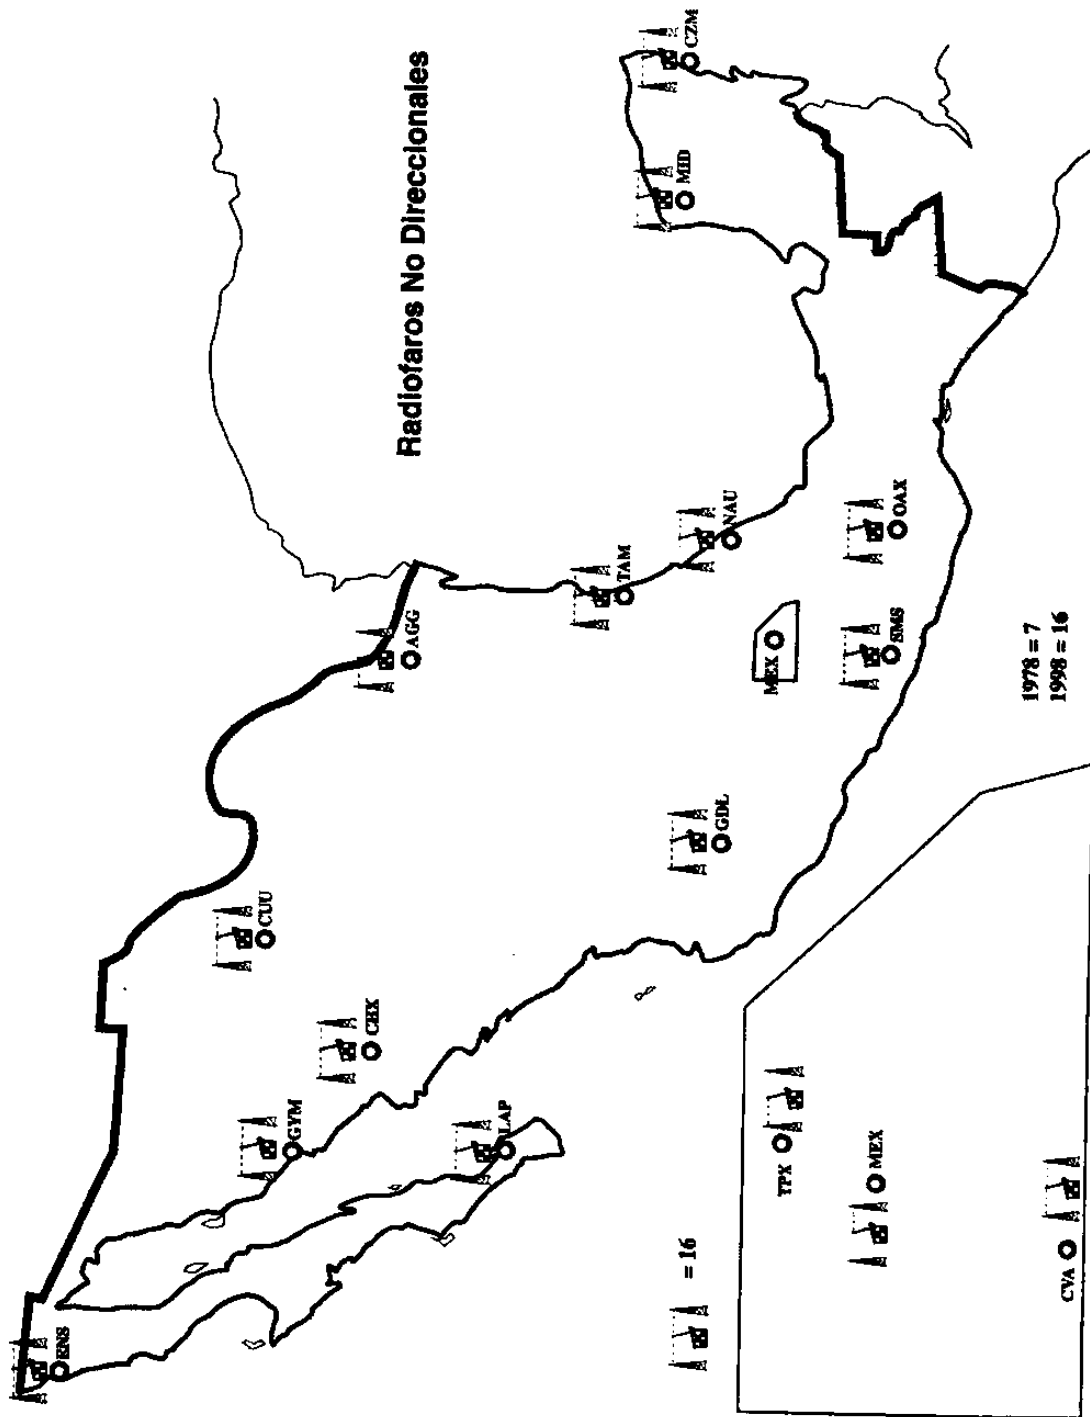 Radiofaros No Direccionales
ENS
CUU
AGG
GYM
CHX
LAP
TAM
CZM
MID
NAU
GDL
MEX
SMS
OAX
= 16
YPX
MEX
CVA
1978 = 7
1998 = 16